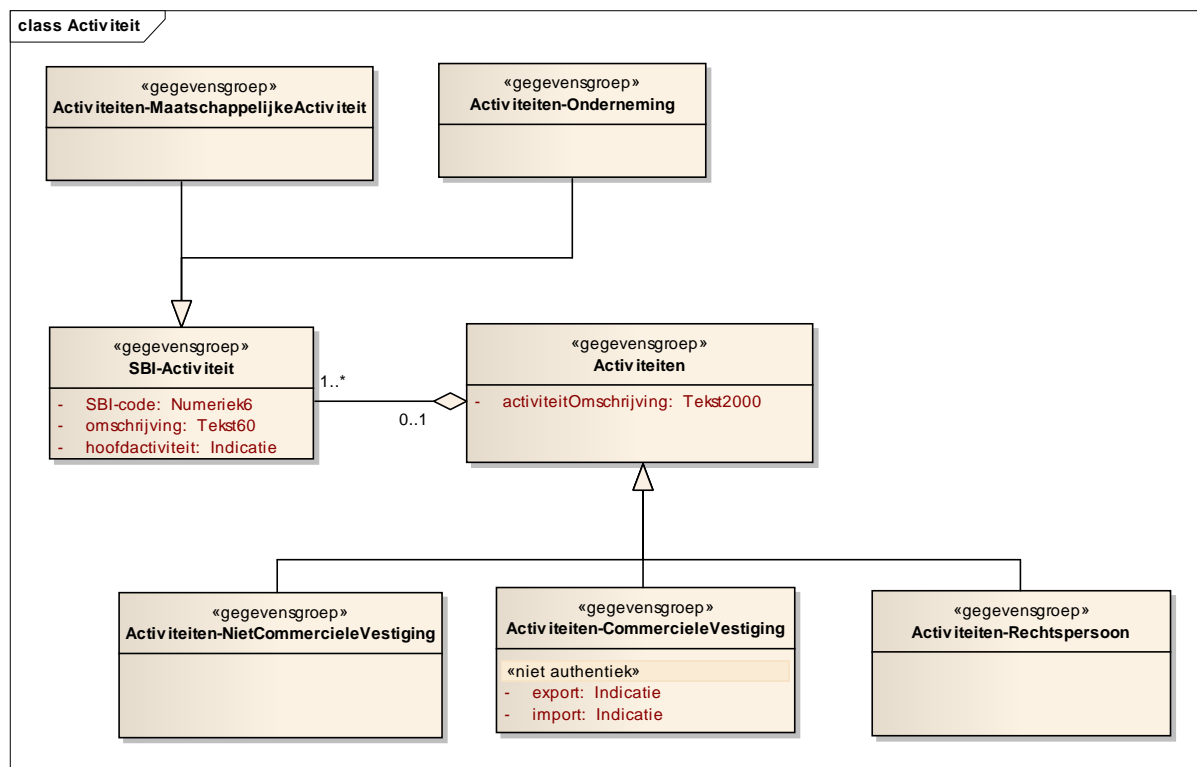 class Activiteit
«gegevensgroep»
Activiteiten-MaatschappelijkeActiviteit
«gegevensgroep»
Activiteiten-Onderneming
«gegevensgroep»
SBI-Activiteit
- SBI-code: Numeriek6
- omschrijving: Tekst60
- hoofdactiviteit: Indicatie
1..*
0..1
«gegevensgroep»
Activiteiten
- activiteitOmschrijving: Tekst2000
«gegevensgroep»
Activiteiten-NietCommercieleVestiging
«gegevensgroep»
Activiteiten-CommercieleVestiging
«niet authentiek»
- export: Indicatie
- import: Indicatie
«gegevensgroep»
Activiteiten-Rechtspersoon